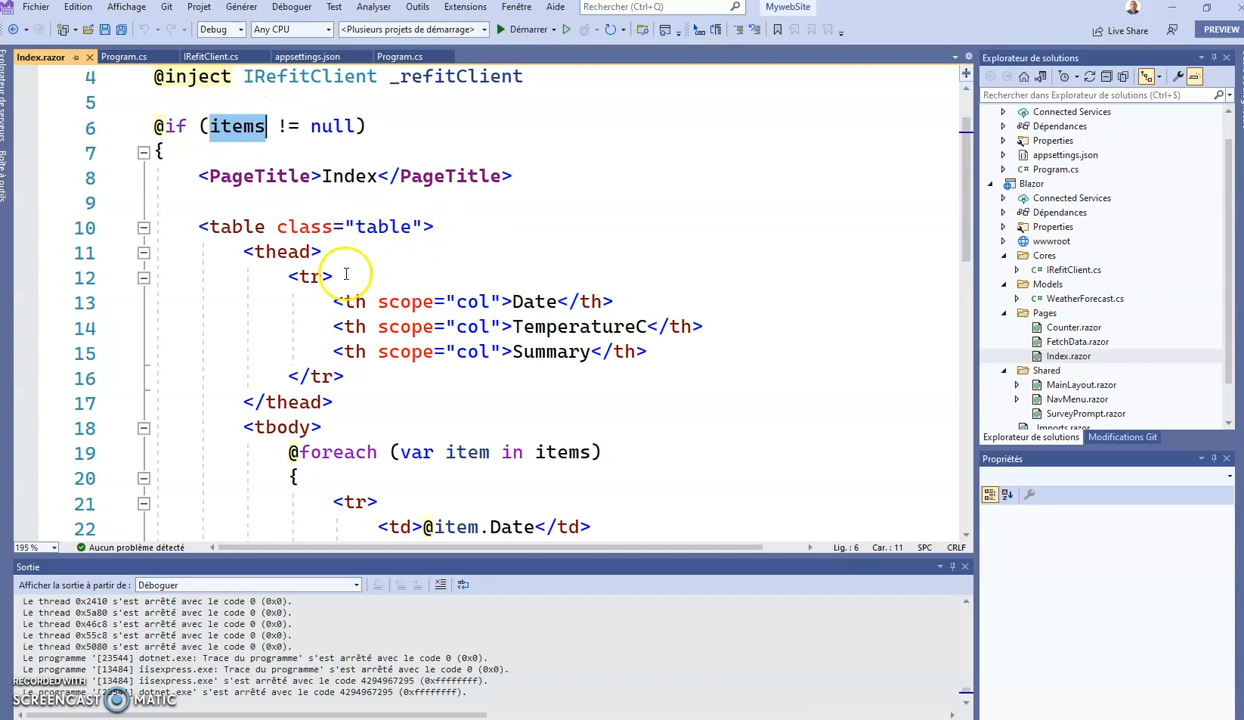 Fichier Edition Affichage Git Projet Générer Déboguer Test Analyser Outils Extensions Fenêtre Aide Rechercher (Ctrl+Q) MywebSite
Debug Any CPU <Plusieurs projets de démarrage> Démarrer Live Share PREVIEW
Explorateur de serveurs
Boîte à outils
Index.razor Program.cs IRefitClient.cs appsettings.json Program.cs
4 @inject IRefitClient _refitClient
5
6 @if (items != null)
7 {
8 <PageTitle>Index</PageTitle>
9
10 <table class="table">
11 <thead>
12 <tr>
13 <th scope="col">Date</th>
14 <th scope="col">TemperatureC</th>
15 <th scope="col">Summary</th>
16 </tr>
17 </thead>
18 <tbody>
19 @foreach (var item in items)
20 {
21 <tr>
22 <td>@item.Date</td>
195 % Aucun problème détecté Lig. : 6 Car. : 11 SPC CRLF
Explorateur de solutions
Rechercher dans Explorateur de solutions (Ctrl+$)
Connected Services
Dépendances
Properties
appsettings.json
Program.cs
Blazor
Connected Services
Dépendances
Properties
wwwroot
Cores
IRefitClient.cs
Models
WeatherForecast.cs
Pages
Counter.razor
FetchData.razor
Index.razor
Shared
MainLayout.razor
NavMenu.razor
SurveyPrompt.razor
_Imports.razor
Explorateur de solutions Modifications Git
Propriétés
Sortie
Afficher la sortie à partir de : Déboguer
Le thread 0x2410 s'est arrêté avec le code 0 (0x0).
Le thread 0x5a80 s'est arrêté avec le code 0 (0x0).
Le thread 0x46c8 s'est arrêté avec le code 0 (0x0).
Le thread 0x55c8 s'est arrêté avec le code 0 (0x0).
Le thread 0x5080 s'est arrêté avec le code 0 (0x0).
Le programme '[23544] dotnet.exe: Trace du programme' s'est arrêté avec le code 0 (0x0).
Le programme '[13484] iisexpress.exe: Trace du programme' s'est arrêté avec le code 0 (0x0).
Le programme '[13484] iisexpress.exe' s'est arrêté avec le code 4294967295 (0xffffffff).
dotnet.exe' s'est arrêté avec le code 4294967295 (0xffffffff).
RECORDED WITH
SCREENCAST MATIC